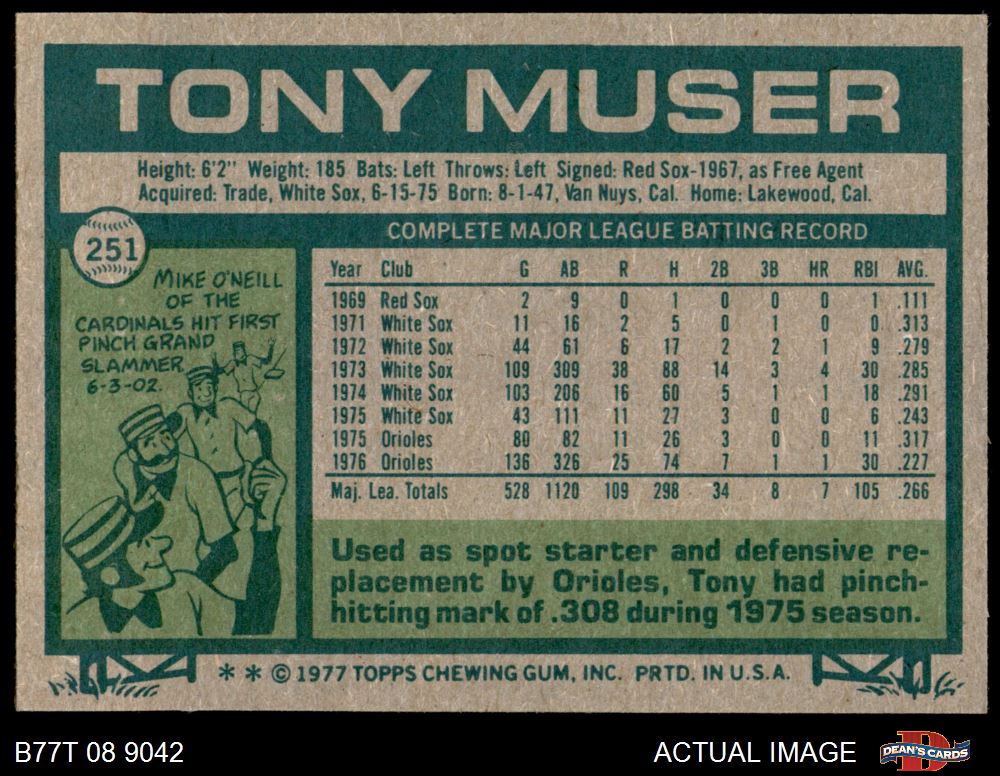 TONY MUSER
Height: 6'2" Weight: 185 Bats: Left Throws: Left Signed: Red Sox-1967, as Free Agent
Acquired: Trade, White Sox, 6-15-75 Born: 8-1-47, Van Nuys, Cal. Home: Lakewood, Cal.
251
MIKE O'NEILL
OF THE
CARDINALS HIT FIRST
PINCH GRAND
SLAMMER
6-3-02.
COMPLETE MAJOR LEAGUE BATTING RECORD
Year Club G AB R H 2B 3B HR RBI AVG.
1969 Red Sox 2 9 0 1 0 0 0 1 .111
1971 White Sox 11 16 2 5 0 1 0 0 .313
1972 White Sox 44 61 6 17 2 2 1 9 .279
1973 White Sox 109 309 38 88 14 3 4 30 .285
1974 White Sox 103 206 16 60 5 1 1 18 .291
1975 White Sox 43 111 11 27 3 0 0 6 .243
1975 Orioles 80 82 11 26 3 0 0 11 .317
1976 Orioles 136 326 25 74 7 1 1 30 .227
Maj. Lea. Totals 528 1120 109 298 34 8 7 105 .266
Used as spot starter and defensive re-
placement by Orioles, Tony had pinch-
hitting mark of .308 during 1975 season.
* * © 1977 TOPPS CHEWING GUM, INC. PRTD. IN U.S.A.
B77T 08 9042 ACTUAL IMAGE DEAN'S CARDS